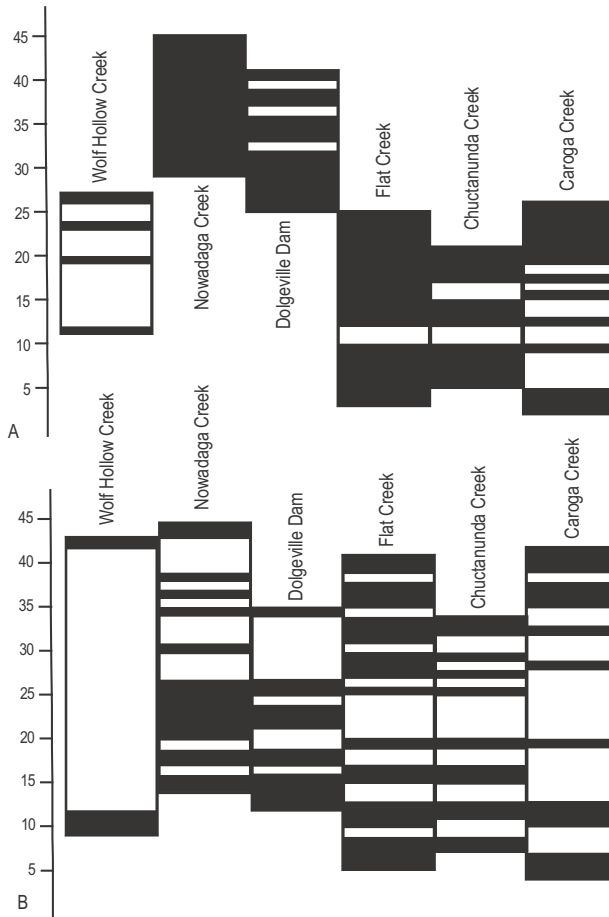 45
40
35
30
25
20
15
10
5
A
Wolf Hollow Creek
Nowadaga Creek
Dolgeville Dam
Flat Creek
Chuctanunda Creek
Caroga Creek
45
40
35
30
25
20
15
10
5
B
Wolf Hollow Creek
Nowadaga Creek
Dolgeville Dam
Flat Creek
Chuctanunda Creek
Caroga Creek